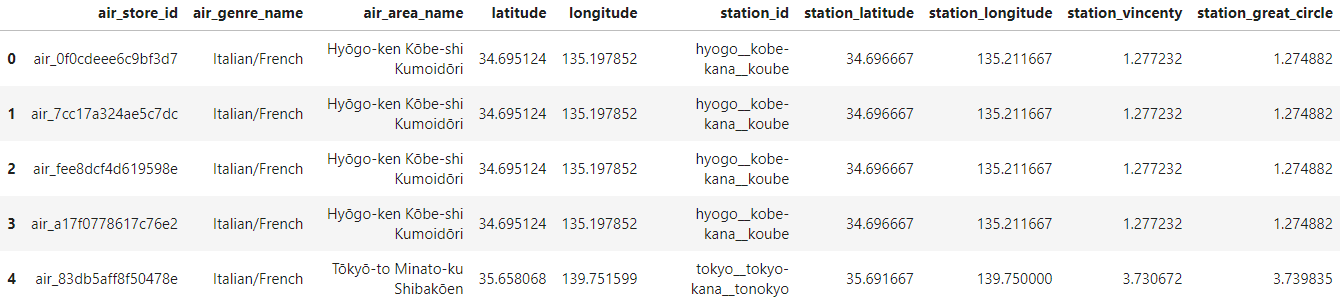 air_store_id air_genre_name air_area_name latitude longitude station_id station_latitude station_longitude station_vincenty station_great_circle
0 air_0f0cdeee6c9bf3d7 Italian/French Hyōgo-ken Kōbe-shi Kumoidōri 34.695124 135.197852 hyogo__kobe-kana__koube 34.696667 135.211667 1.277232 1.274882
1 air_7cc17a324ae5c7dc Italian/French Hyōgo-ken Kōbe-shi Kumoidōri 34.695124 135.197852 hyogo__kobe-kana__koube 34.696667 135.211667 1.277232 1.274882
2 air_fee8dcf4d619598e Italian/French Hyōgo-ken Kōbe-shi Kumoidōri 34.695124 135.197852 hyogo__kobe-kana__koube 34.696667 135.211667 1.277232 1.274882
3 air_a17f0778617c76e2 Italian/French Hyōgo-ken Kōbe-shi Kumoidōri 34.695124 135.197852 hyogo__kobe-kana__koube 34.696667 135.211667 1.277232 1.274882
4 air_83db5aff8f50478e Italian/French Tōkyō-to Minato-ku Shibakōen 35.658068 139.751599 tokyo__tokyo-kana__tonokyo 35.691667 139.750000 3.730672 3.739835